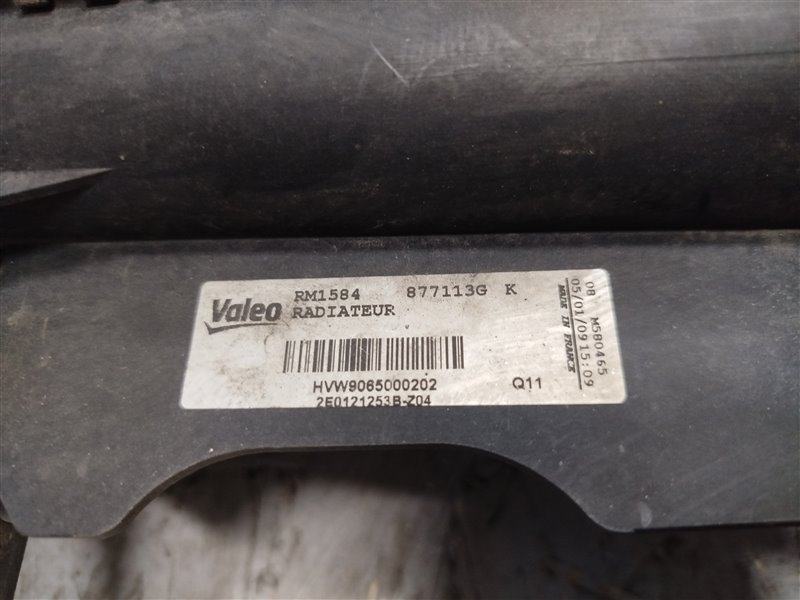 Valeo RM1584 877113G K
RADIATEUR
HVW9065000202 Q11
2E0121253B-Z04
08 M580465
05/01/09 15:09
MADE IN FRANCE